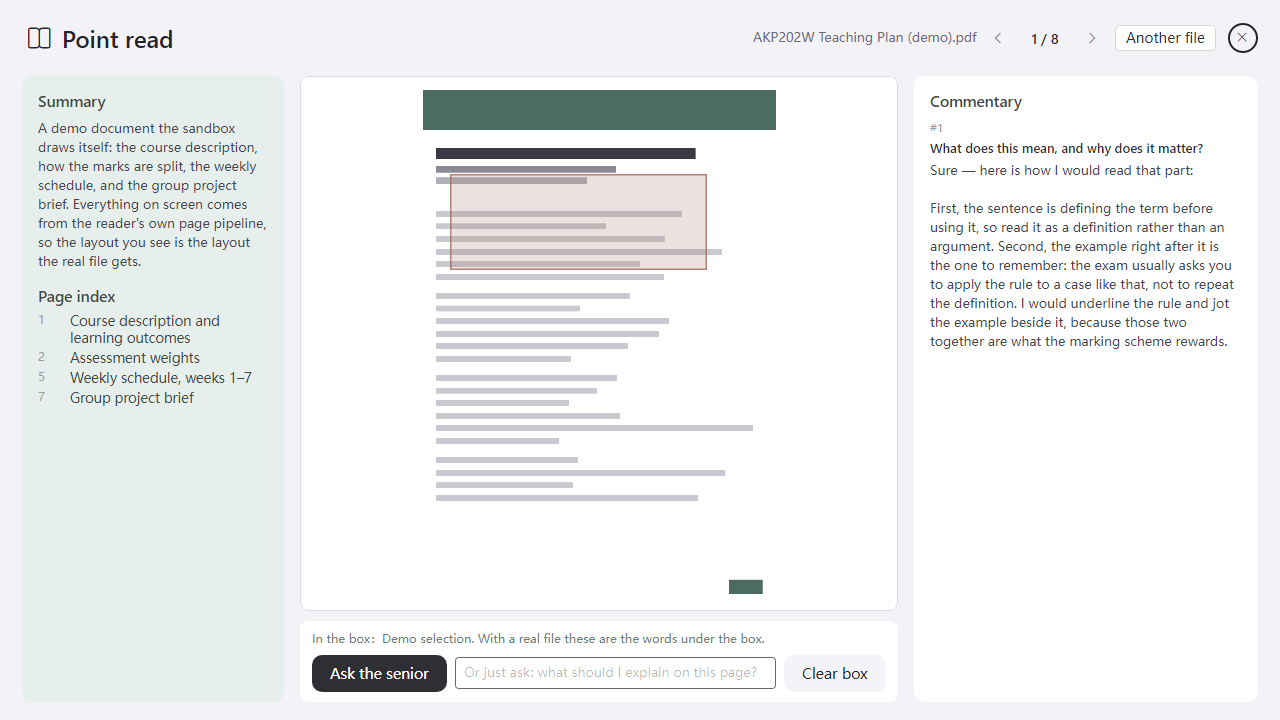 Point read
AKP202W Teaching Plan (demo).pdf
1 / 8
Another file
Summary
A demo document the sandbox
draws itself: the course description,
how the marks are split, the weekly
schedule, and the group project
brief. Everything on screen comes
from the reader's own page pipeline,
so the layout you see is the layout
the real file gets.
Page index
1 Course description and
learning outcomes
2 Assessment weights
5 Weekly schedule, weeks 1–7
7 Group project brief
In the box: Demo selection. With a real file these are the words under the box.
Ask the senior
Or just ask: what should I explain on this page?
Clear box
Commentary
#1
What does this mean, and why does it matter?
Sure — here is how I would read that part:
First, the sentence is defining the term before
using it, so read it as a definition rather than an
argument. Second, the example right after it is
the one to remember: the exam usually asks you
to apply the rule to a case like that, not to repeat
the definition. I would underline the rule and jot
the example beside it, because those two
together are what the marking scheme rewards.